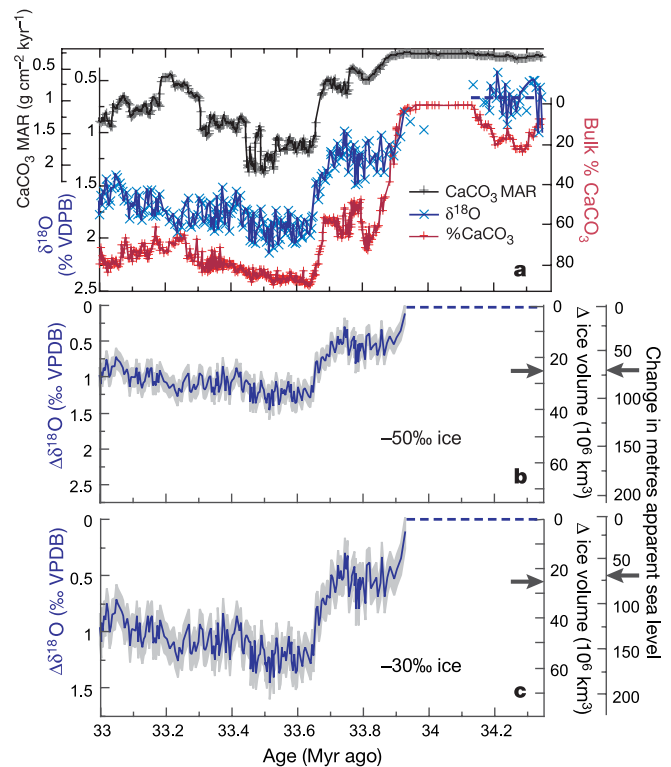 CaCO₃ MAR (g cm⁻² kyr⁻¹)
0.5
1
1.5
2
δ¹⁸O
(% VDPB)
0.5
1
1.5
2
2.5
CaCO₃ MAR
δ¹⁸O
%CaCO₃
a
0
20
40
60
80
Bulk % CaCO₃
Δδ¹⁸O (‰ VPDB)
0
0.5
1.0
1.5
2
2.5
–50‰ ice
b
0
20
40
60
Δ ice volume (10⁶ km³)
0
50
100
150
200
Change in metres apparent sea level
Δδ¹⁸O (‰ VPDB)
0
0.5
1.0
1.5
–30‰ ice
c
0
20
40
60
Δ ice volume (10⁶ km³)
0
50
100
150
200
33
33.2
33.4
33.6
33.8
34
34.2
Age (Myr ago)